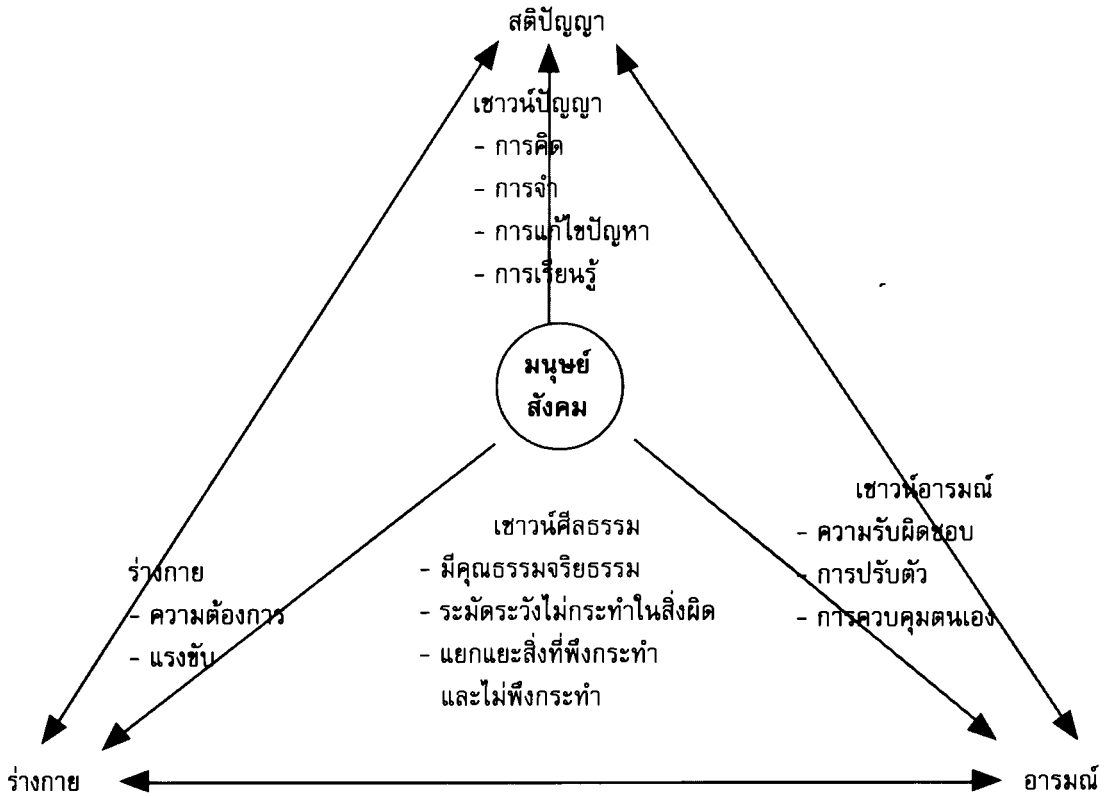 สติปัญญา
เชาวน์ปัญญา
- การคิด
- การจำ
- การแก้ไขปัญหา
- การเรียนรู้
มนุษย์
สังคม
เชาวน์อารมณ์
- ความรับผิดชอบ
- การปรับตัว
- การควบคุมตนเอง
เชาวน์ศีลธรรม
- มีคุณธรรมจริยธรรม
- ระมัดระวังไม่กระทำในสิ่งผิด
- แยกแยะสิ่งที่พึงกระทำ
และไม่พึงกระทำ
ร่างกาย
- ความต้องการ
- แรงขับ
ร่างกาย
อารมณ์